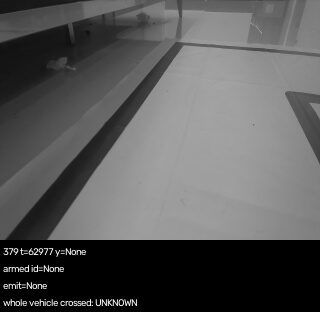 379 t=62977 y=None
armed id=None
emit=None
whole vehicle crossed: UNKNOWN